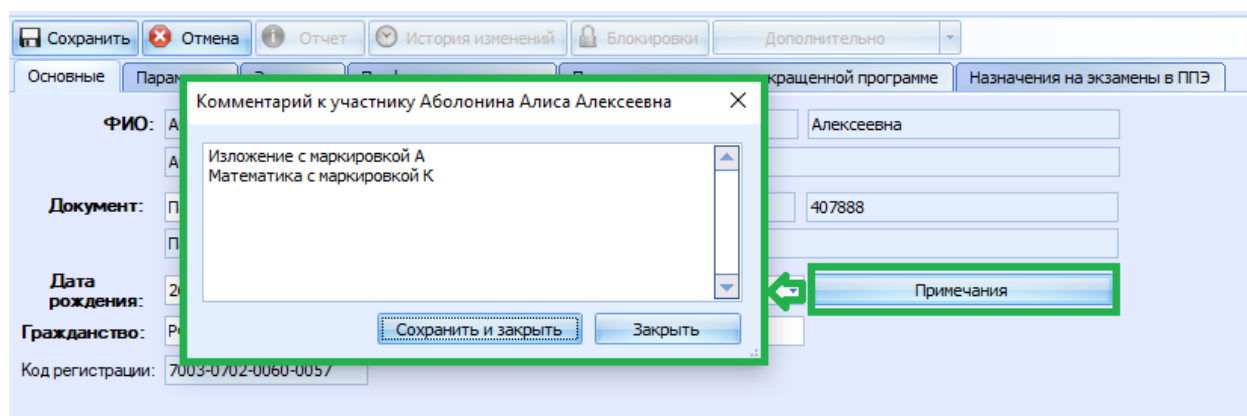 Сохранить Отмена Отчет История изменений Блокировки Дополнительно
Основные кращенной программе Назначения на экзамены в ППЭ
Комментарий к участнику Аболонина Алиса Алексеевна
ФИО: Алексеевна
Изложение с маркировкой А
Математика с маркировкой К
Документ: 407888
Дата рождения: Примечания
Сохранить и закрыть Закрыть
Гражданство:
Код регистрации: 7003-0702-0060-0057